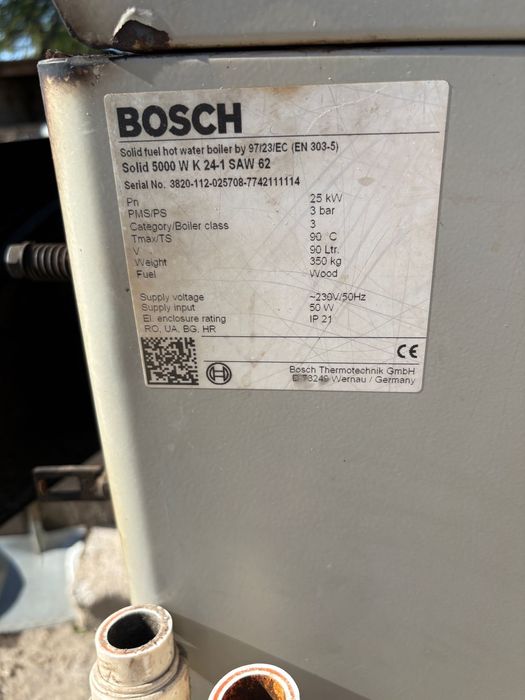 BOSCH
Solid fuel hot water boiler by 97/23/EC (EN 303-5)
Solid 5000 W K 24-1 SAW 62
Serial No. 3820-112-025708-7742111114
Pn 25 kW
PMS/PS 3 bar
Category/Boiler class 3
Tmax/TS 90 C
V 90 Ltr.
Weight 350 kg
Fuel Wood
Supply voltage ~230V/50Hz
Supply input 50 W
El. enclosure rating IP 21
RO, UA, BG, HR
CE
Bosch Thermotechnik GmbH
D 73249 Wernau / Germany